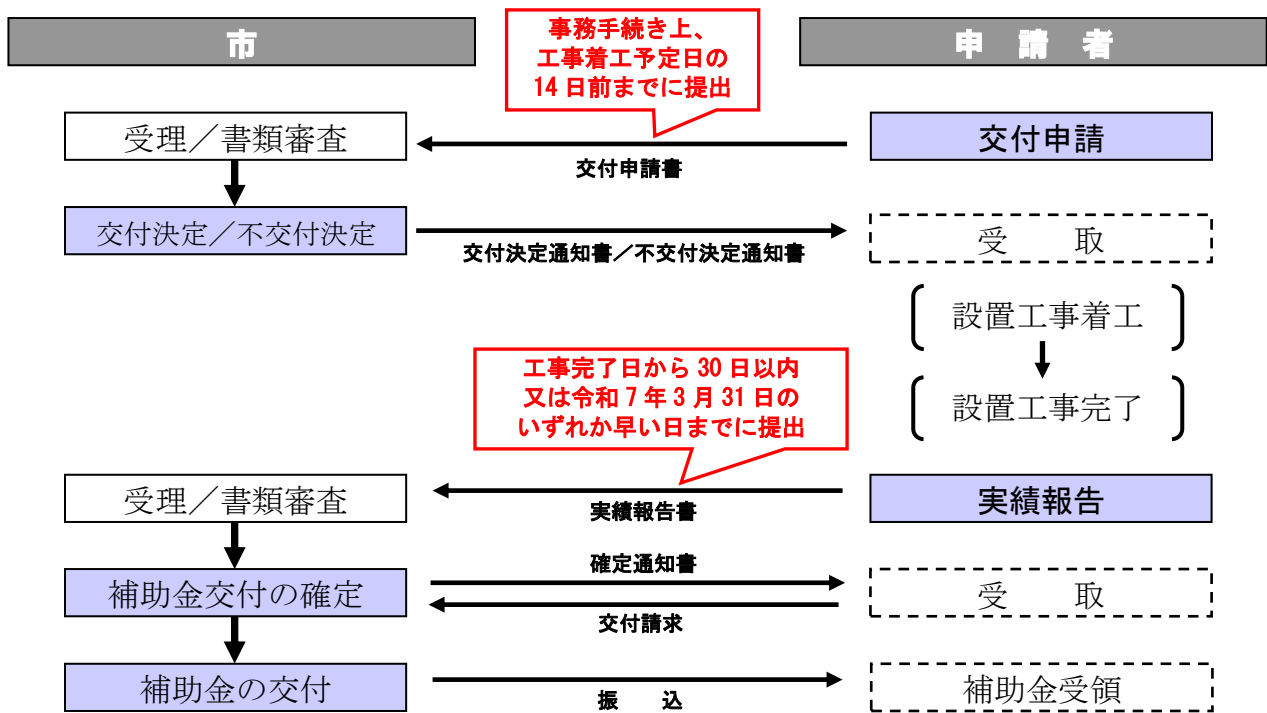 市
事務手続き上、
工事着工予定日の
14日前までに提出
申　請　者
受理／書類審査
交付申請書
交付申請
交付決定／不交付決定
交付決定通知書／不交付決定通知書
受　　取
設置工事着工
工事完了日から30日以内
又は令和7年3月31日の
いずれか早い日までに提出
設置工事完了
受理／書類審査
実績報告書
実績報告
確定通知書
補助金交付の確定
受　　取
交付請求
補助金の交付
振　　込
補助金受領